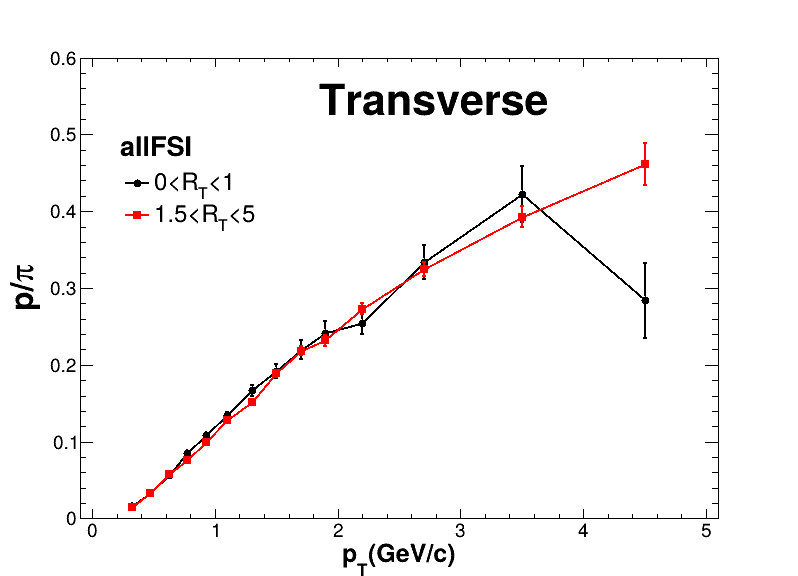 Transverse
allFSI
0<R_T<1
1.5<R_T<5
p/π
0.6
0.5
0.4
0.3
0.2
0.1
0
0 1 2 3 4 5
p_T(GeV/c)